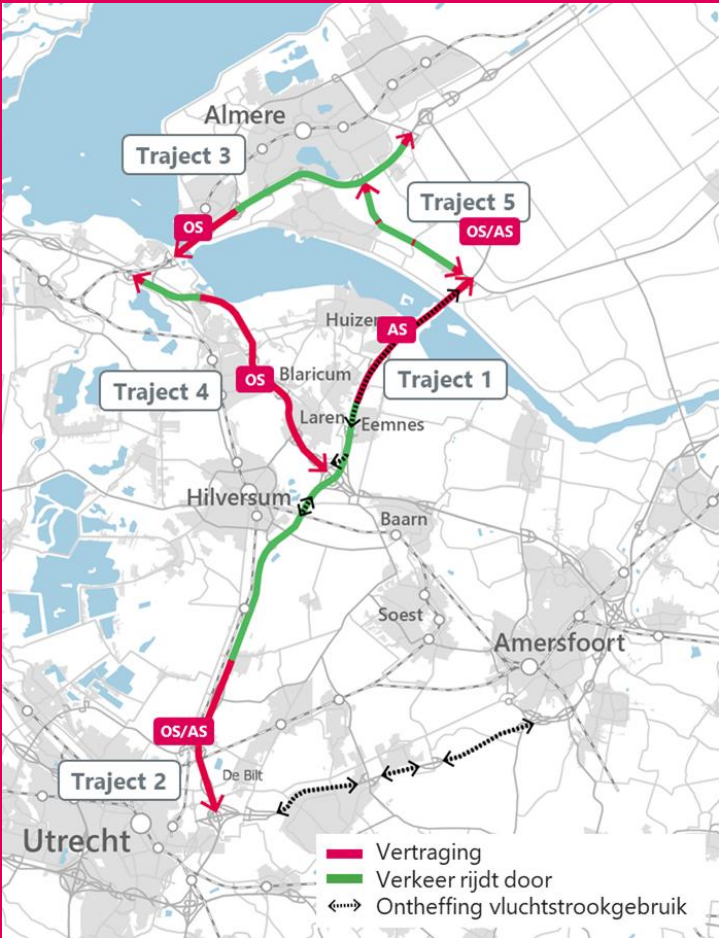 Almere
Traject 3
Traject 5
OS/AS
OS
Huizen
AS
OS
Blaricum
Traject 1
Traject 4
Laren
Eemnes
Hilversum
Baarn
Soest
Amersfoort
OS/AS
De Bilt
Traject 2
Utrecht
Vertraging
Verkeer rijdt door
Ontheffing vluchtstrookgebruik